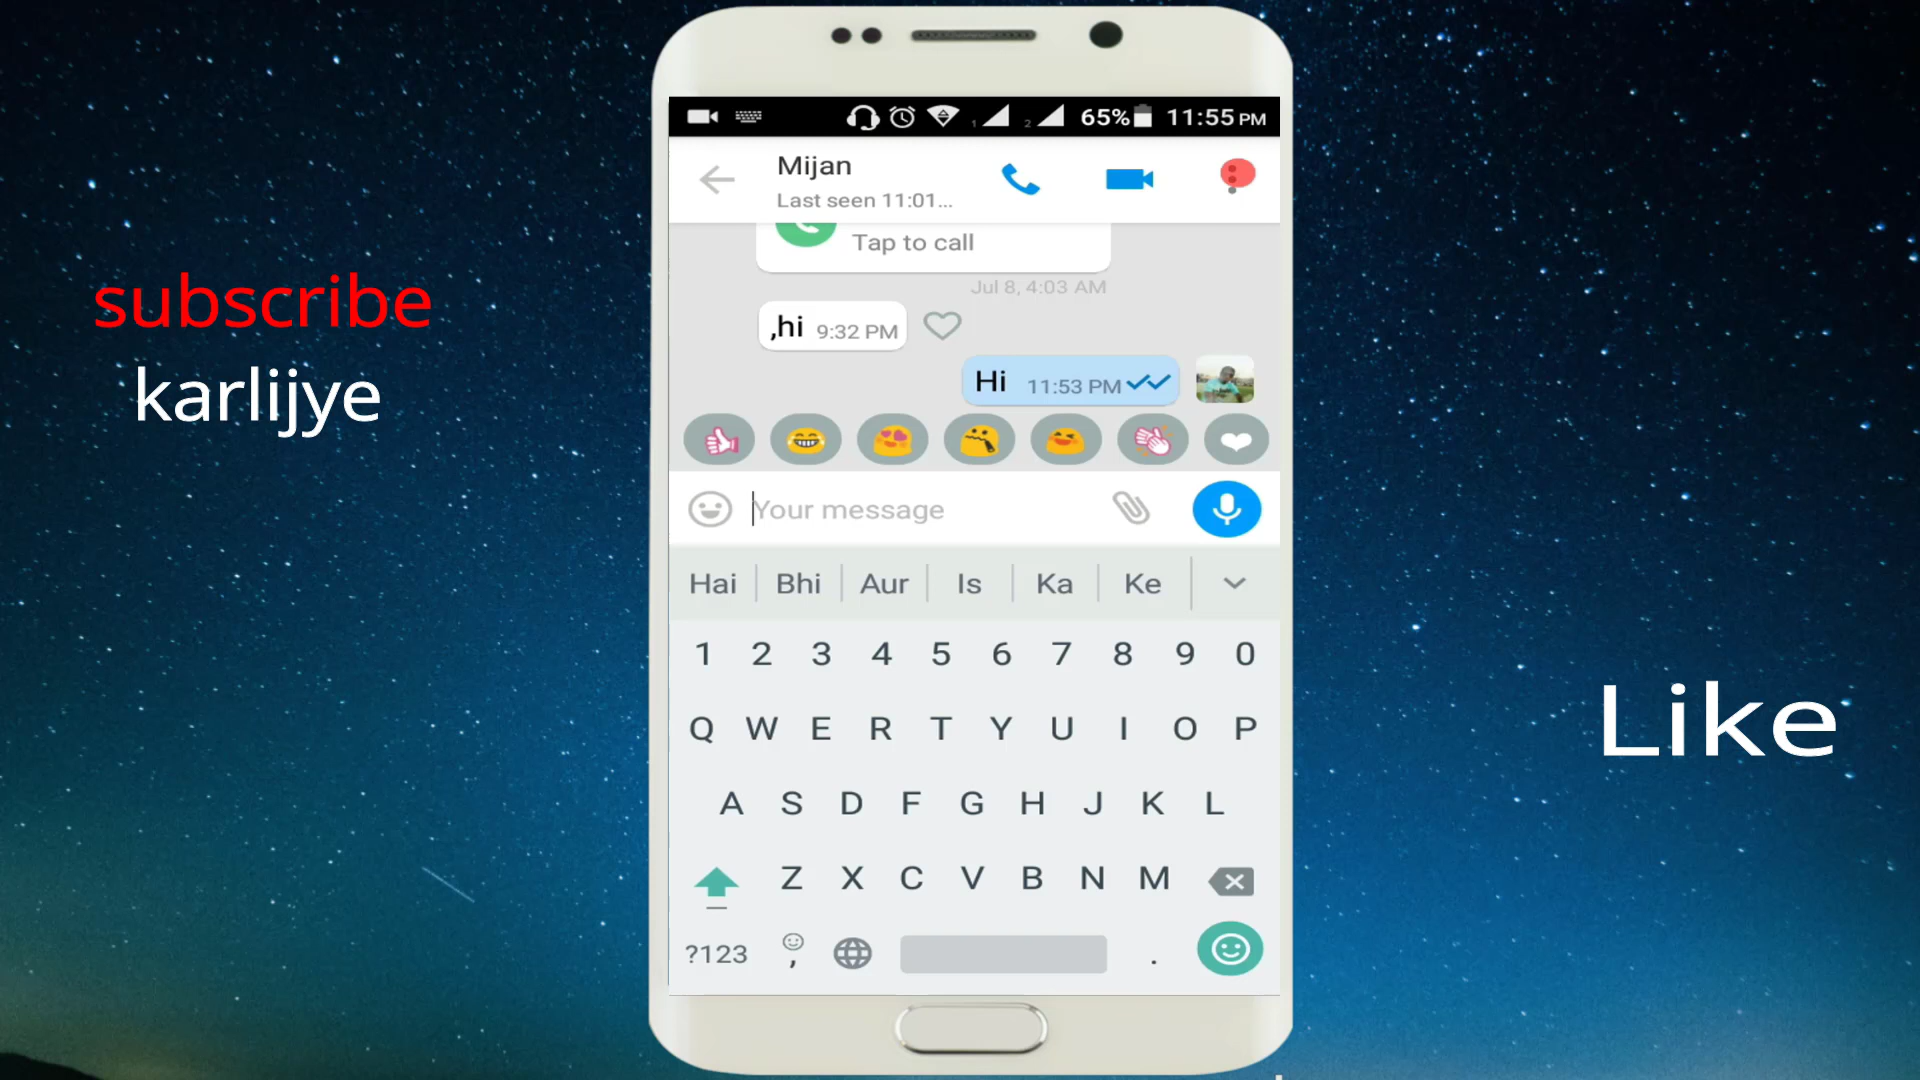 subscribe
karlijye
Like
1 2 65% 11:55 PM
Mijan
Last seen 11:01...
Tap to call
Jul 8, 4:03 AM
,hi 9:32 PM
Hi 11:53 PM
Your message
Hai Bhi Aur Is Ka Ke
1 2 3 4 5 6 7 8 9 0
Q W E R T Y U I O P
A S D F G H J K L
Z X C V B N M
?123 , .